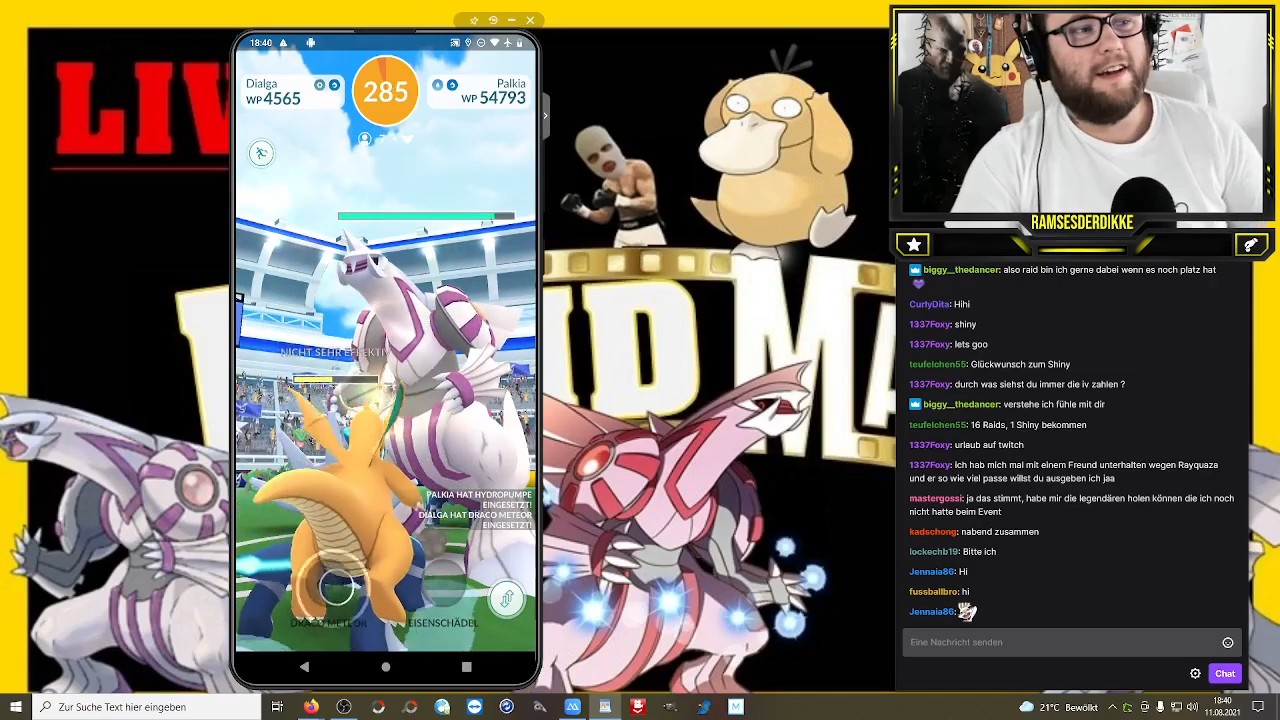 LIV
18:40
Dialga
WP 4565
285
Palkia
WP 54793
7
NICHT SEHR EFFEKTIV
PALKIA HAT HYDROPUMPE
EINGESETZT!
DIALGA HAT DRACO METEOR
EINGESETZT!
DRACO METEOR
EISENSCHÄDEL
RAMSESDERDIKKE
biggy__thedancer: also raid bin ich gerne dabei wenn es noch platz hat
CurlyDita: Hihi
1337Foxy: shiny
1337Foxy: lets goo
teufelchen55: Glückwunsch zum Shiny
1337Foxy: durch was siehst du immer die iv zahlen ?
biggy__thedancer: verstehe ich fühle mit dir
teufelchen55: 16 Raids, 1 Shiny bekommen
1337Foxy: urlaub auf twitch
1337Foxy: ich hab mich mal mit einem Freund unterhalten wegen Rayquaza
und er so wie viel passe willst du ausgeben ich jaa
mastergossi: ja das stimmt, habe mir die legendären holen können die ich noch
nicht hatte beim Event
kadschong: nabend zusammen
lockechb19: Bitte ich
Jennaia86: Hi
fussballbro: hi
Jennaia86:
Eine Nachricht senden
Chat
Zur Suche Text hier eingeben
18:40
11.08.2021